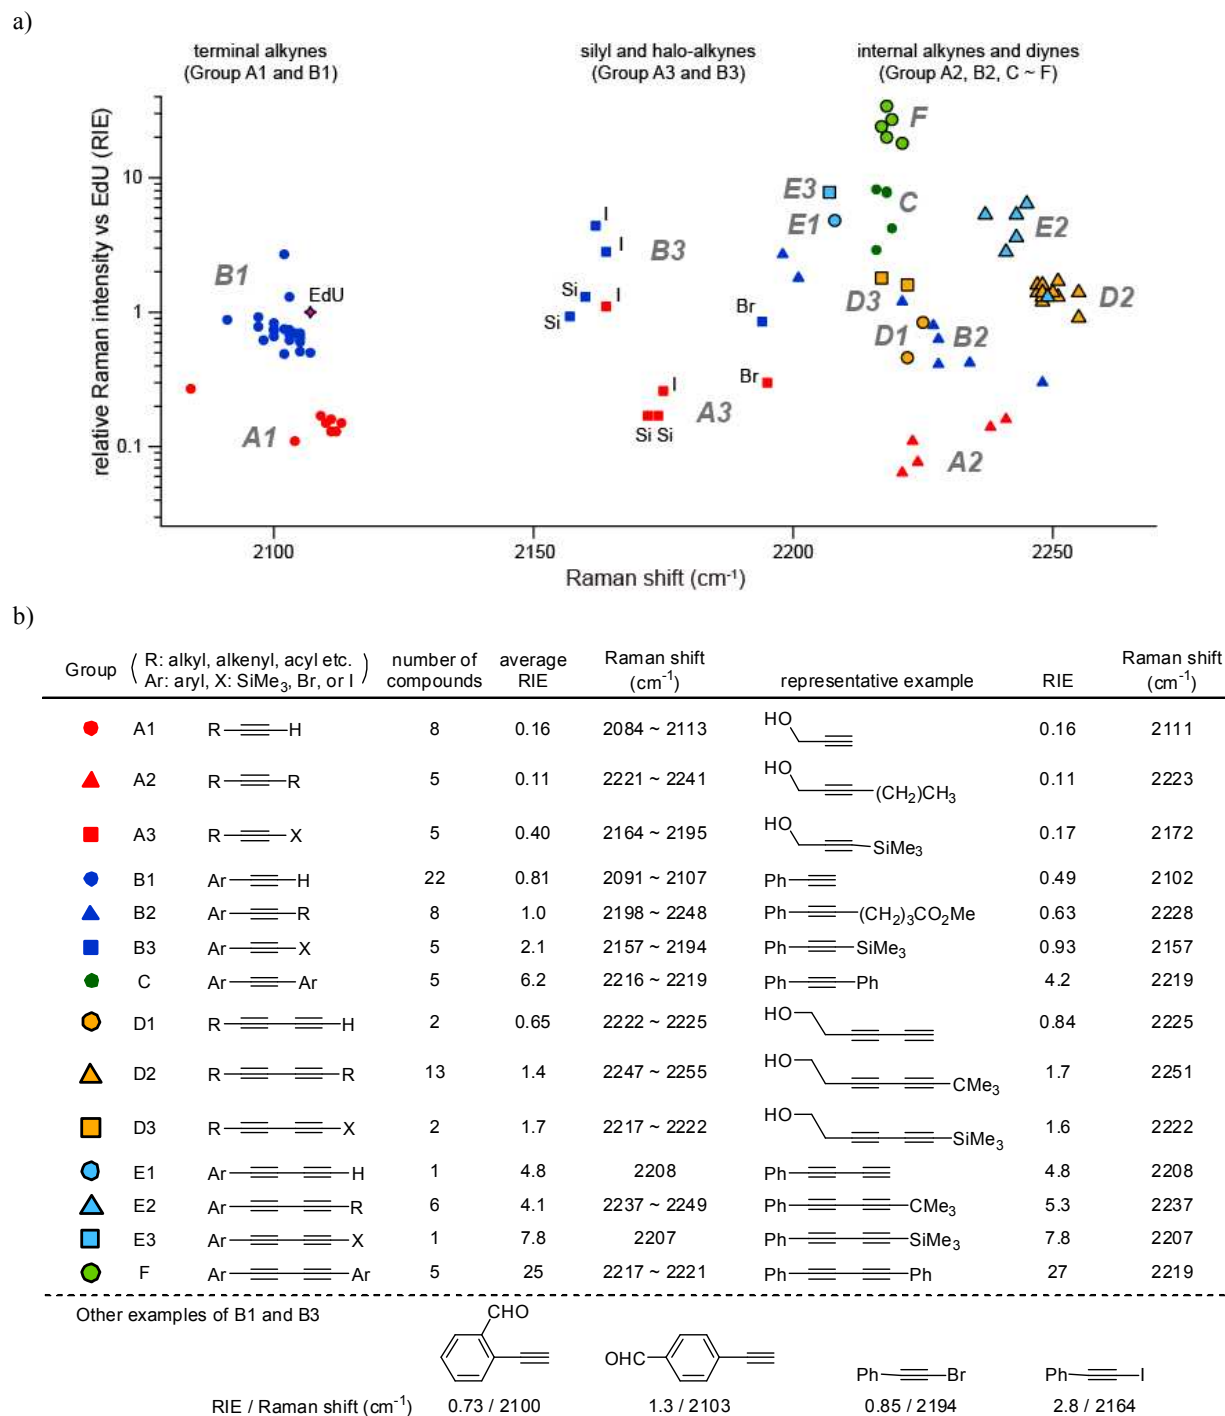 a)
terminal alkynes
(Group A1 and B1)
silyl and halo-alkynes
(Group A3 and B3)
internal alkynes and diynes
(Group A2, B2, C ~ F)
relative Raman intensity vs EdU (RIE)
10
1
0.1
F
E3
C
E1
E2
I
I
B3
B1
EdU
Si
Si
I
Br
D3
D2
D1
B2
I
Br
A3
Si Si
A1
A2
2100
2150
2200
2250
Raman shift (cm-1)
b)
Group
R: alkyl, alkenyl, acyl etc.
Ar: aryl, X: SiMe3, Br, or I
number of compounds
average RIE
Raman shift (cm-1)
representative example
RIE
Raman shift (cm-1)
A1 R H 8 0.16 2084 ~ 2113 HO 0.16 2111
A2 R R 5 0.11 2221 ~ 2241 HO (CH2)CH3 0.11 2223
A3 R X 5 0.40 2164 ~ 2195 HO SiMe3 0.17 2172
B1 Ar H 22 0.81 2091 ~ 2107 Ph 0.49 2102
B2 Ar R 8 1.0 2198 ~ 2248 Ph (CH2)3CO2Me 0.63 2228
B3 Ar X 5 2.1 2157 ~ 2194 Ph SiMe3 0.93 2157
C Ar Ar 5 6.2 2216 ~ 2219 Ph Ph 4.2 2219
D1 R H 2 0.65 2222 ~ 2225 HO 0.84 2225
D2 R R 13 1.4 2247 ~ 2255 HO CMe3 1.7 2251
D3 R X 2 1.7 2217 ~ 2222 HO SiMe3 1.6 2222
E1 Ar H 1 4.8 2208 Ph 4.8 2208
E2 Ar R 6 4.1 2237 ~ 2249 Ph CMe3 5.3 2237
E3 Ar X 1 7.8 2207 Ph SiMe3 7.8 2207
F Ar Ar 5 25 2217 ~ 2221 Ph Ph 27 2219
Other examples of B1 and B3
CHO
OHC
Ph Br
Ph I
RIE / Raman shift (cm-1) 0.73 / 2100 1.3 / 2103 0.85 / 2194 2.8 / 2164